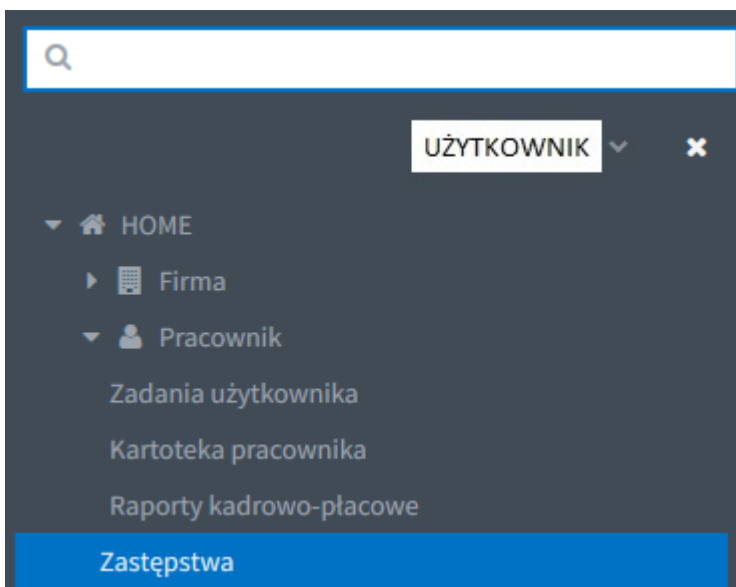 UŻYTKOWNIK
HOME
Firma
Pracownik
Zadania użytkownika
Kartoteka pracownika
Raporty kadrowo-płacowe
Zastępstwa